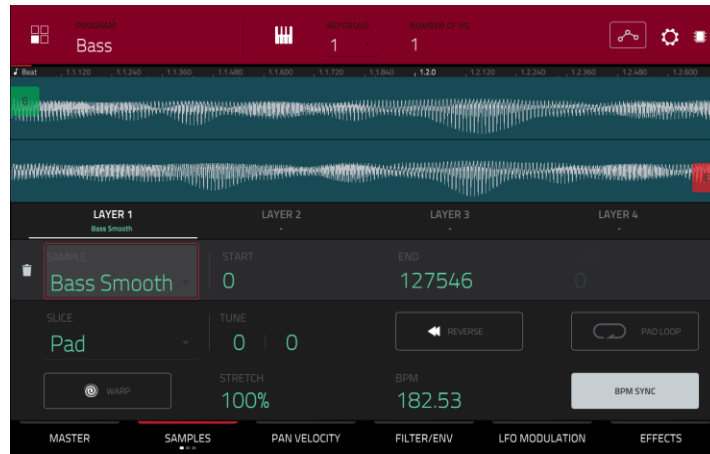 PROGRAM KEYGROUP NUMBER OF KG
Bass 1 1
Beat 1.1.120 1.1.240 1.1.360 1.1.480 1.1.600 1.1.720 1.1.840 1.2.0 1.2.120 1.2.240 1.2.360 1.2.480 1.2.600
S
E
LAYER 1 LAYER 2 LAYER 3 LAYER 4
Bass Smooth - - -
SAMPLE START END
Bass Smooth 0 127546 0
SLICE TUNE
Pad 0 0 REVERSE PAD LOOP
WARP STRETCH BPM BPM SYNC
100% 182.53
MASTER SAMPLES PAN VELOCITY FILTER/ENV LFO MODULATION EFFECTS